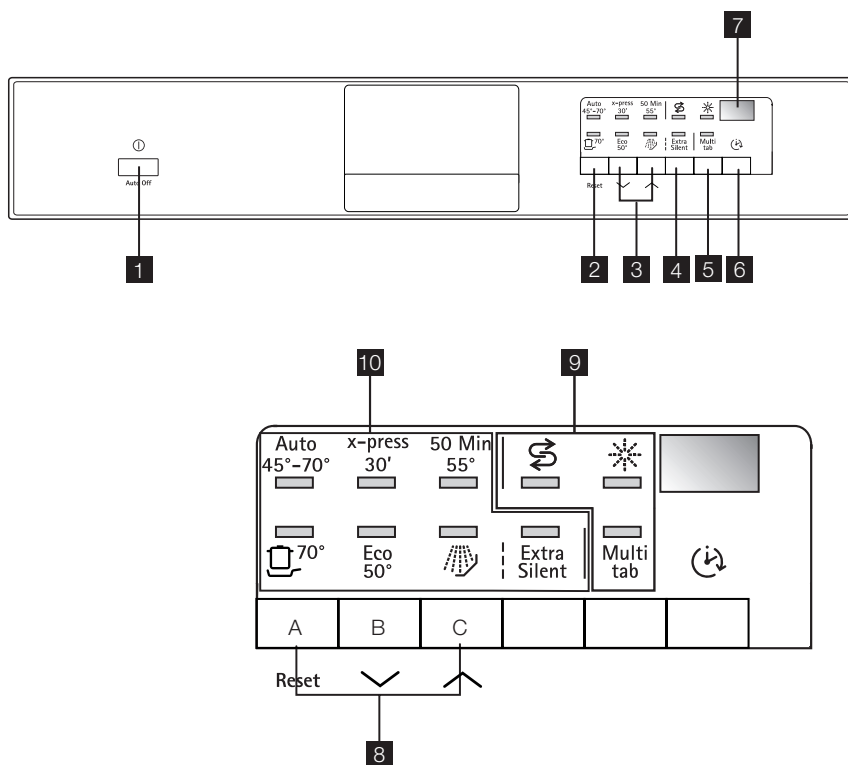 7
Auto x-press 50 Min
45°-70° 30' 55°
70° Eco Extra Multi
50° Silent tab
Auto Off
Reset
1 2 3 4 5 6
10 9
Auto x-press 50 Min
45°-70° 30' 55°
70° Eco Extra Multi
50° Silent tab
A B C
Reset
8